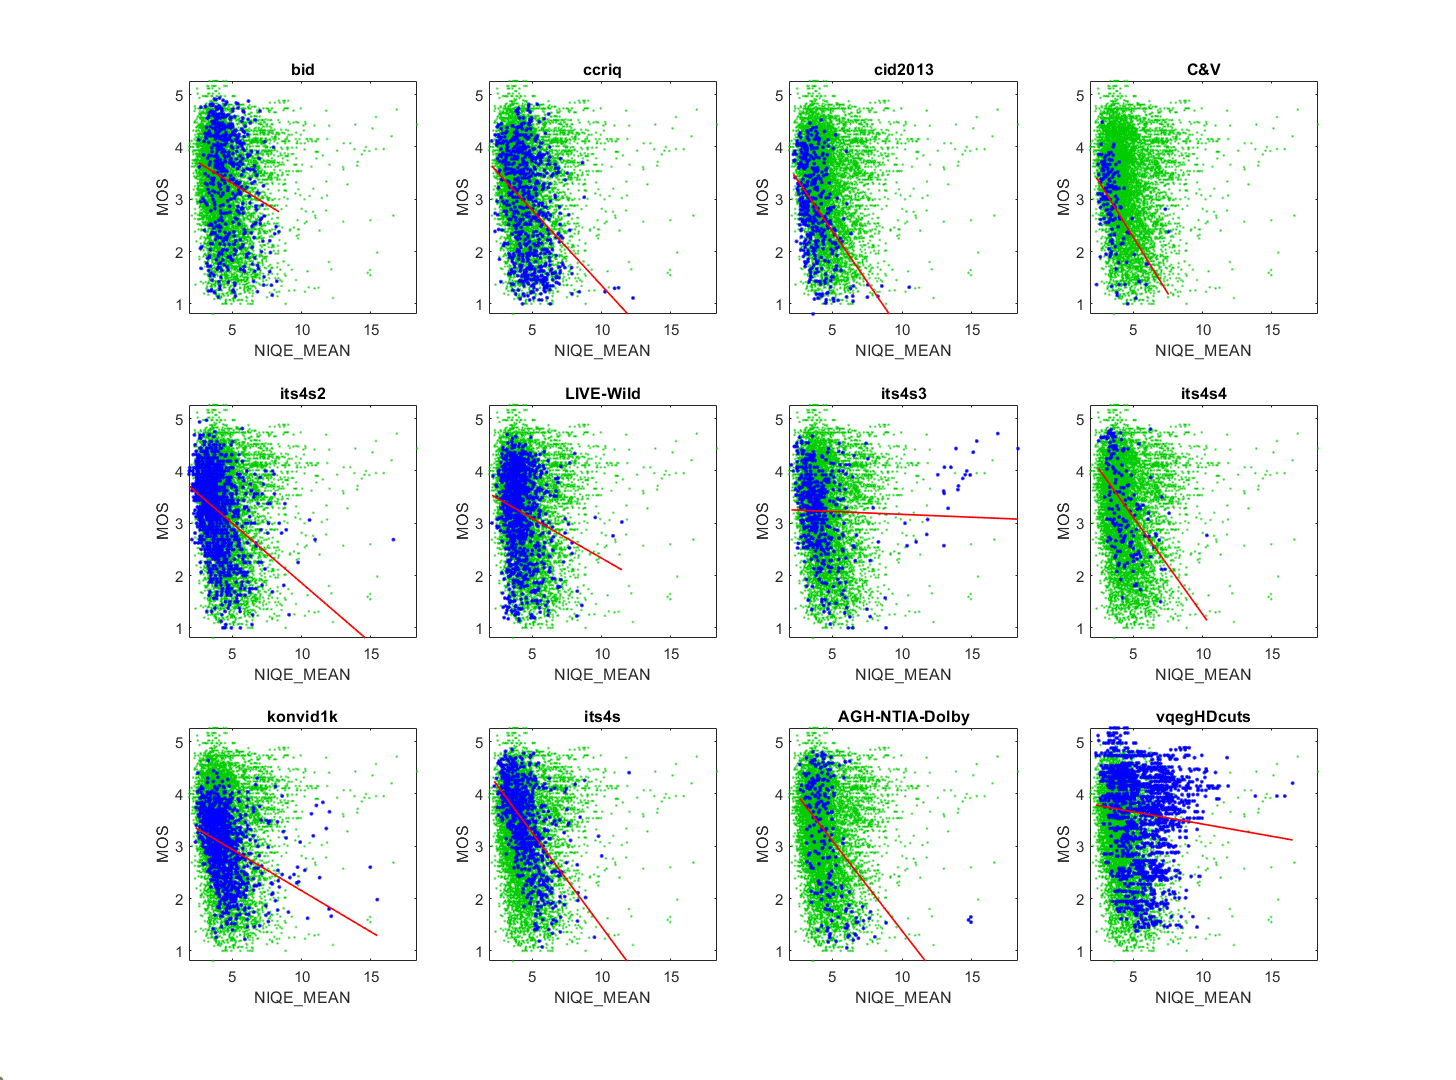 bid ccriq cid2013 C&V
5 5 5 5
4 4 4 4
MOS MOS MOS MOS
3 3 3 3
2 2 2 2
1 1 1 1
5 10 15 5 10 15 5 10 15 5 10 15
NIQE_MEAN NIQE_MEAN NIQE_MEAN NIQE_MEAN
its4s2 LIVE-Wild its4s3 its4s4
5 5 5 5
4 4 4 4
MOS MOS MOS MOS
3 3 3 3
2 2 2 2
1 1 1 1
5 10 15 5 10 15 5 10 15 5 10 15
NIQE_MEAN NIQE_MEAN NIQE_MEAN NIQE_MEAN
konvid1k its4s AGH-NTIA-Dolby vqegHDcuts
5 5 5 5
4 4 4 4
MOS MOS MOS MOS
3 3 3 3
2 2 2 2
1 1 1 1
5 10 15 5 10 15 5 10 15 5 10 15
NIQE_MEAN NIQE_MEAN NIQE_MEAN NIQE_MEAN